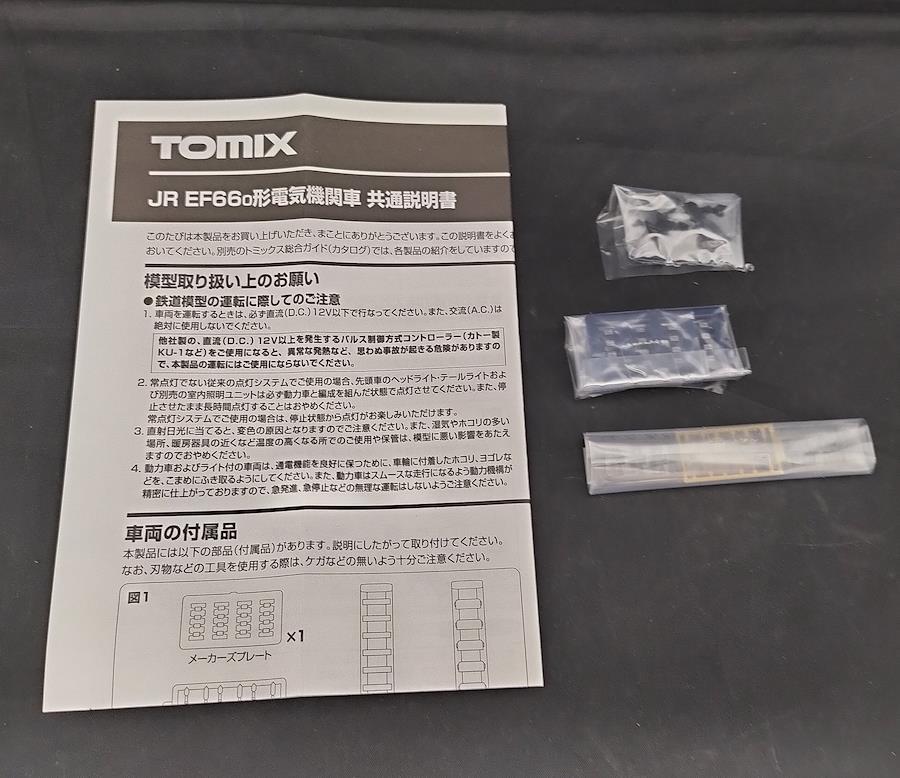 TOMIX
JR EF66₀形電気機関車 共通説明書
このたびは本製品をお買い上げいただき、まことにありがとうございます。この説明書をよくお
おいてください。別売のトミックス総合ガイド(カタログ)では、各製品の紹介をしていますので
模型取り扱い上のお願い
●鉄道模型の運転に際してのご注意
1. 車両を運転するときは、必ず直流(D.C.)12V以下で行なってください。また、交流(A.C.)は
絶対に使用しないでください。
他社製の、直流(D.C.)12V以上を発生するパルス制御方式コントローラー(カトー製
KU-1など)をご使用になると、異常な発熱など、思わぬ事故が起きる危険がありますの
で、本製品の運転にはご使用にならないでください。
2. 常点灯でない従来の点灯システムでご使用の場合、先頭車のヘッドライト・テールライトおよ
び別売の室内照明ユニットは必ず動力車と編成を組んだ状態で点灯させてください。また、停
止させたまま長時間点灯することはおやめください。
常点灯システムでご使用の場合は、停止状態から点灯がお楽しみいただけます。
3. 直射日光に当てると、変色の原因となりますのでご注意ください。また、湿気やホコリの多い
場所、暖房器具の近くなど温度の高くなる所でのご使用や保管は、模型に悪い影響をあたえ
ますのでおやめください。
4. 動力車およびライト付の車両は、通電機能を良好に保つために、車輪に付着したホコリ、ヨゴレな
どを、こまめにふき取るようにしてください。また、動力車はスムースな走行になるよう動力機構が
精密に仕上がっておりますので、急発進、急停止などの無理な運転はしないようご注意ください。
車両の付属品
本製品には以下の部品(付属品)があります。説明にしたがって取り付けてください。
なお、刃物などの工具を使用する際は、ケガなどの無いよう十分ご注意ください。
図1
×1
メーカーズプレート